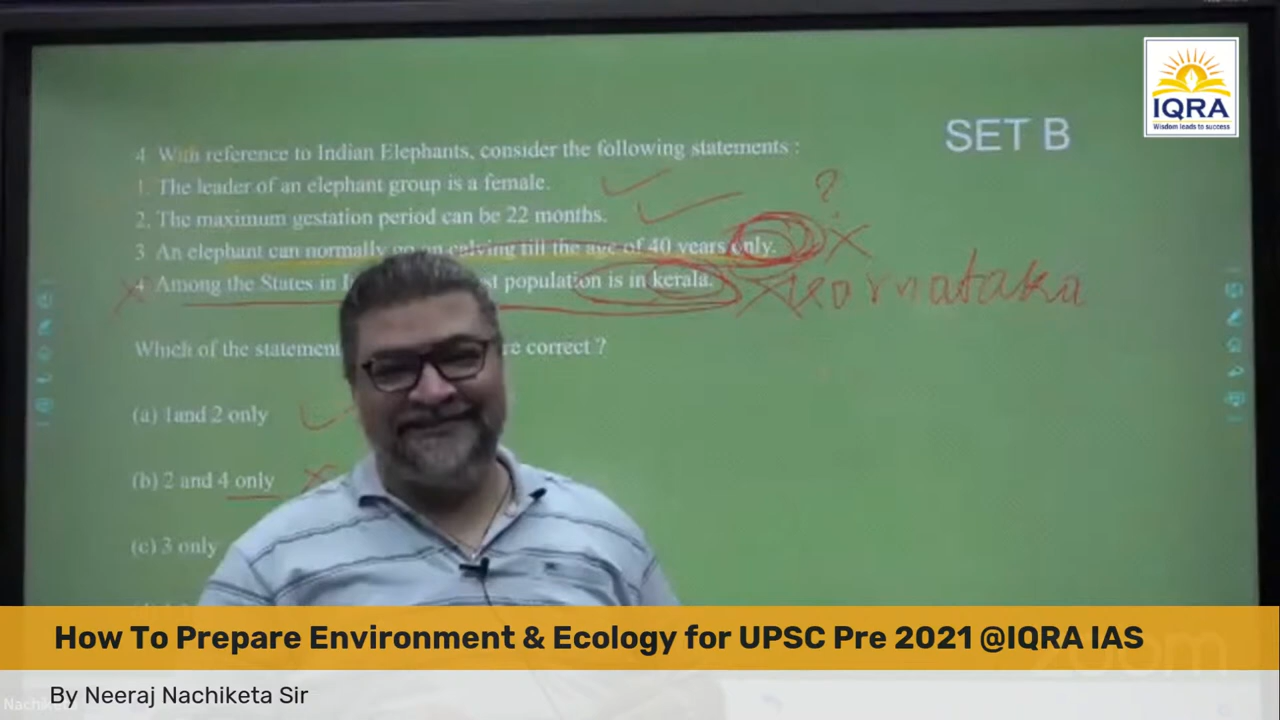 IQRA
Wisdom leads to success
SET B
4 With reference to Indian Elephants, consider the following statements :
1. The leader of an elephant group is a female.
2. The maximum gestation period can be 22 months.
?
3 An elephant can normally go on calving till the age of 40 years only.
4 Among the States in st population is in kerala.
Karnataka
Which of the statement re correct ?
(a) 1and 2 only
(b) 2 and 4 only
(c) 3 only
How To Prepare Environment & Ecology for UPSC Pre 2021 @IQRA IAS
zoom
By Neeraj Nachiketa Sir